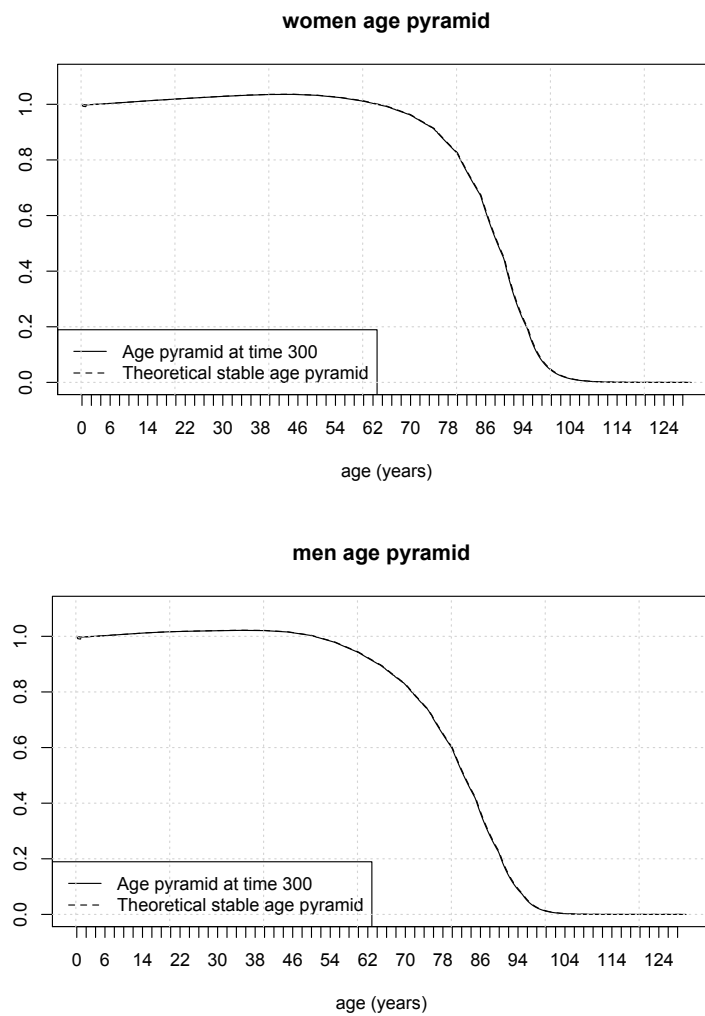 women age pyramid
1.0
0.8
0.6
0.4
0.2
0.0
Age pyramid at time 300
Theoretical stable age pyramid
0 6 14 22 30 38 46 54 62 70 78 86 94 104 114 124
age (years)
men age pyramid
1.0
0.8
0.6
0.4
0.2
0.0
Age pyramid at time 300
Theoretical stable age pyramid
0 6 14 22 30 38 46 54 62 70 78 86 94 104 114 124
age (years)